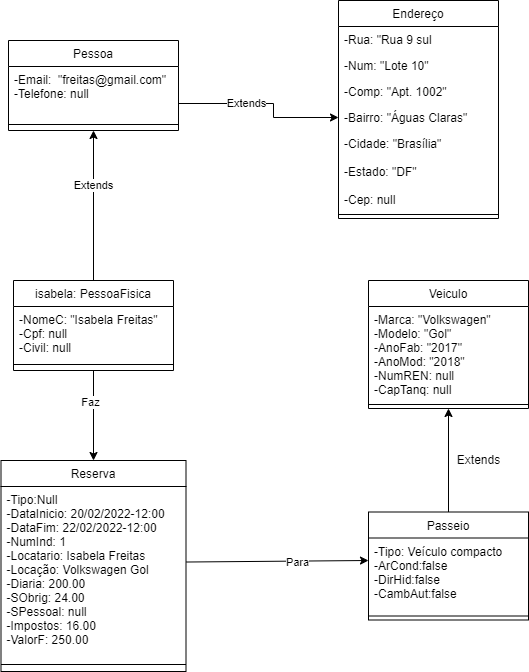 Pessoa
-Email:  "freitas@gmail.com"
-Telefone: null
Extends
Endereço
-Rua: "Rua 9 sul
-Num: "Lote 10"
-Comp: "Apt. 1002"
-Bairro: "Águas Claras"
-Cidade: "Brasília"
-Estado: "DF"
-Cep: null
Extends
isabela: PessoaFisica
-NomeC: "Isabela Freitas"
-Cpf: null
-Civil: null
Veiculo
-Marca: "Volkswagen"
-Modelo: "Gol"
-AnoFab: "2017"
-AnoMod: "2018"
-NumREN: null
-CapTanq: null
Faz
Extends
Reserva
-Tipo:Null
-DataInicio: 20/02/2022-12:00
-DataFim: 22/02/2022-12:00
-NumInd: 1
-Locatario: Isabela Freitas
-Locação: Volkswagen Gol
-Diaria: 200.00
-SObrig: 24.00
-SPessoal: null
-Impostos: 16.00
-ValorF: 250.00
Para
Passeio
-Tipo: Veículo compacto
-ArCond:false
-DirHid:false
-CambAut:false